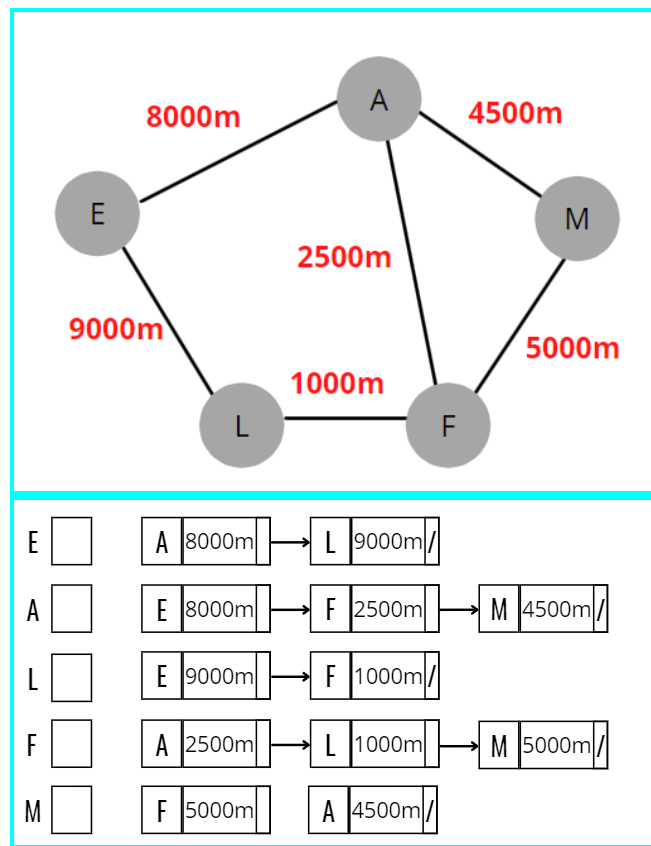 A
8000m
4500m
E
M
2500m
9000m
5000m
1000m
L
F
E A 8000m L 9000m /
A E 8000m F 2500m M 4500m /
L E 9000m F 1000m /
F A 2500m L 1000m M 5000m /
M F 5000m A 4500m /